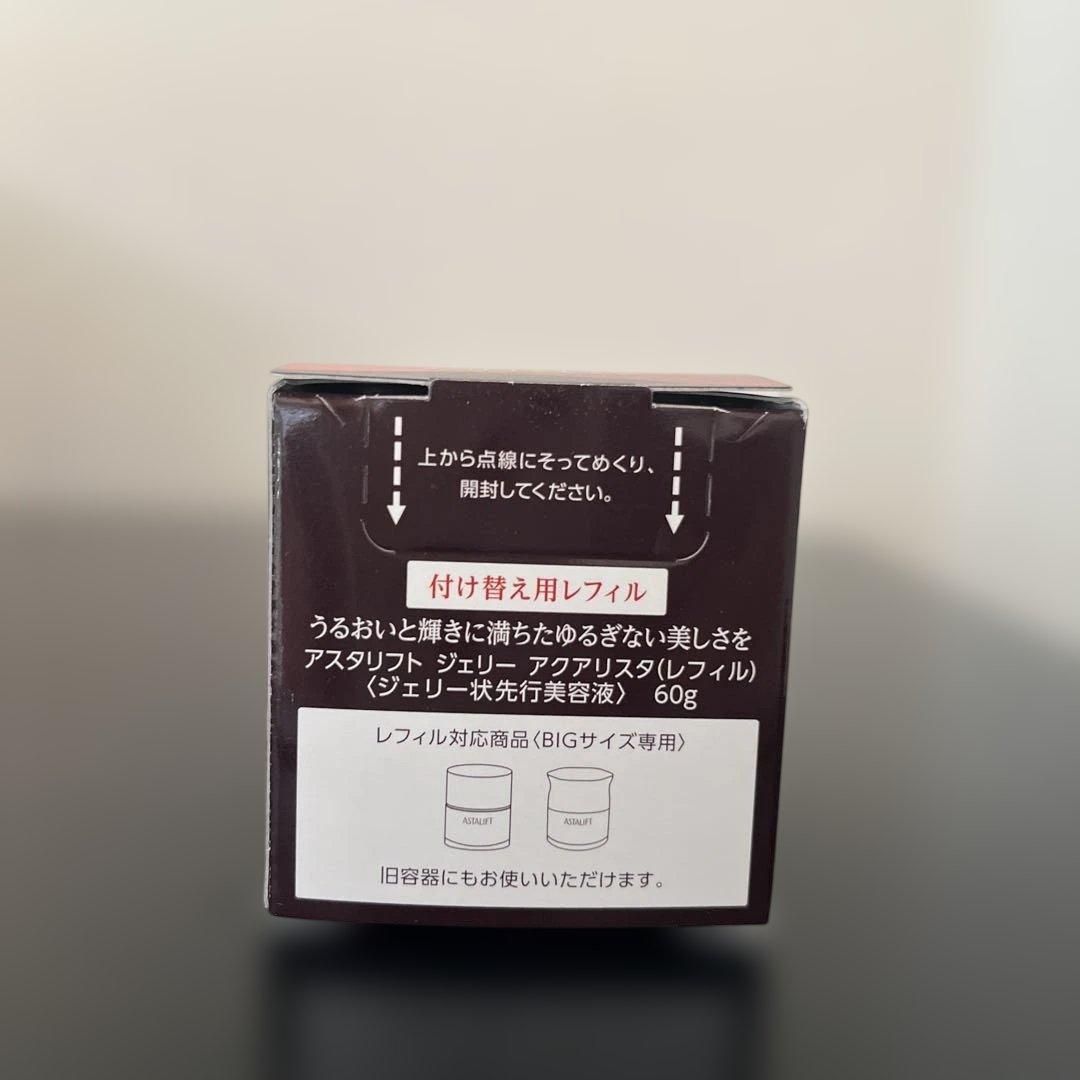 上から点線にそってめくり、
開封してください。
付け替え用レフィル
うるおいと輝きに満ちたゆるぎない美しさを
アスタリフト ジェリー アクアリスタ(レフィル)
〈ジェリー状先行美容液〉 60g
レフィル対応商品〈BIGサイズ専用〉
ASTALIFT ASTALIFT
旧容器にもお使いいただけます。